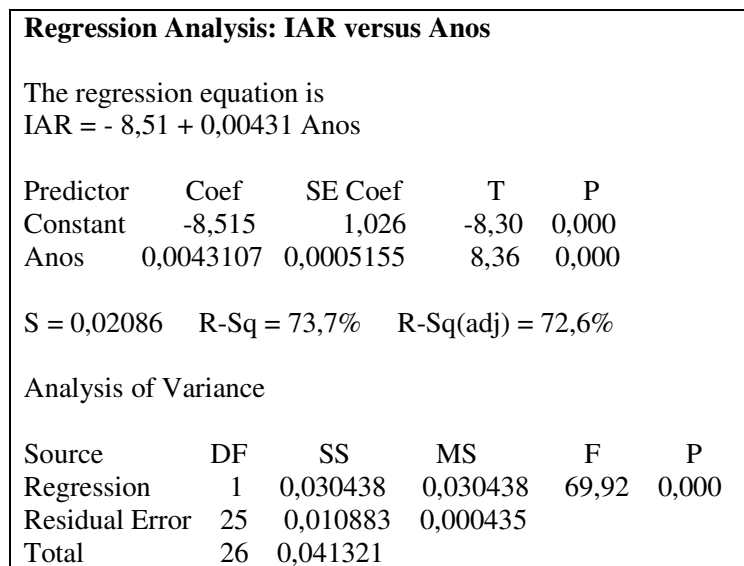 Regression Analysis: IAR versus Anos
The regression equation is
IAR = - 8,51 + 0,00431 Anos
Predictor Coef SE Coef T P
Constant -8,515 1,026 -8,30 0,000
Anos 0,0043107 0,0005155 8,36 0,000
S = 0,02086 R-Sq = 73,7% R-Sq(adj) = 72,6%
Analysis of Variance
Source DF SS MS F P
Regression 1 0,030438 0,030438 69,92 0,000
Residual Error 25 0,010883 0,000435
Total 26 0,041321